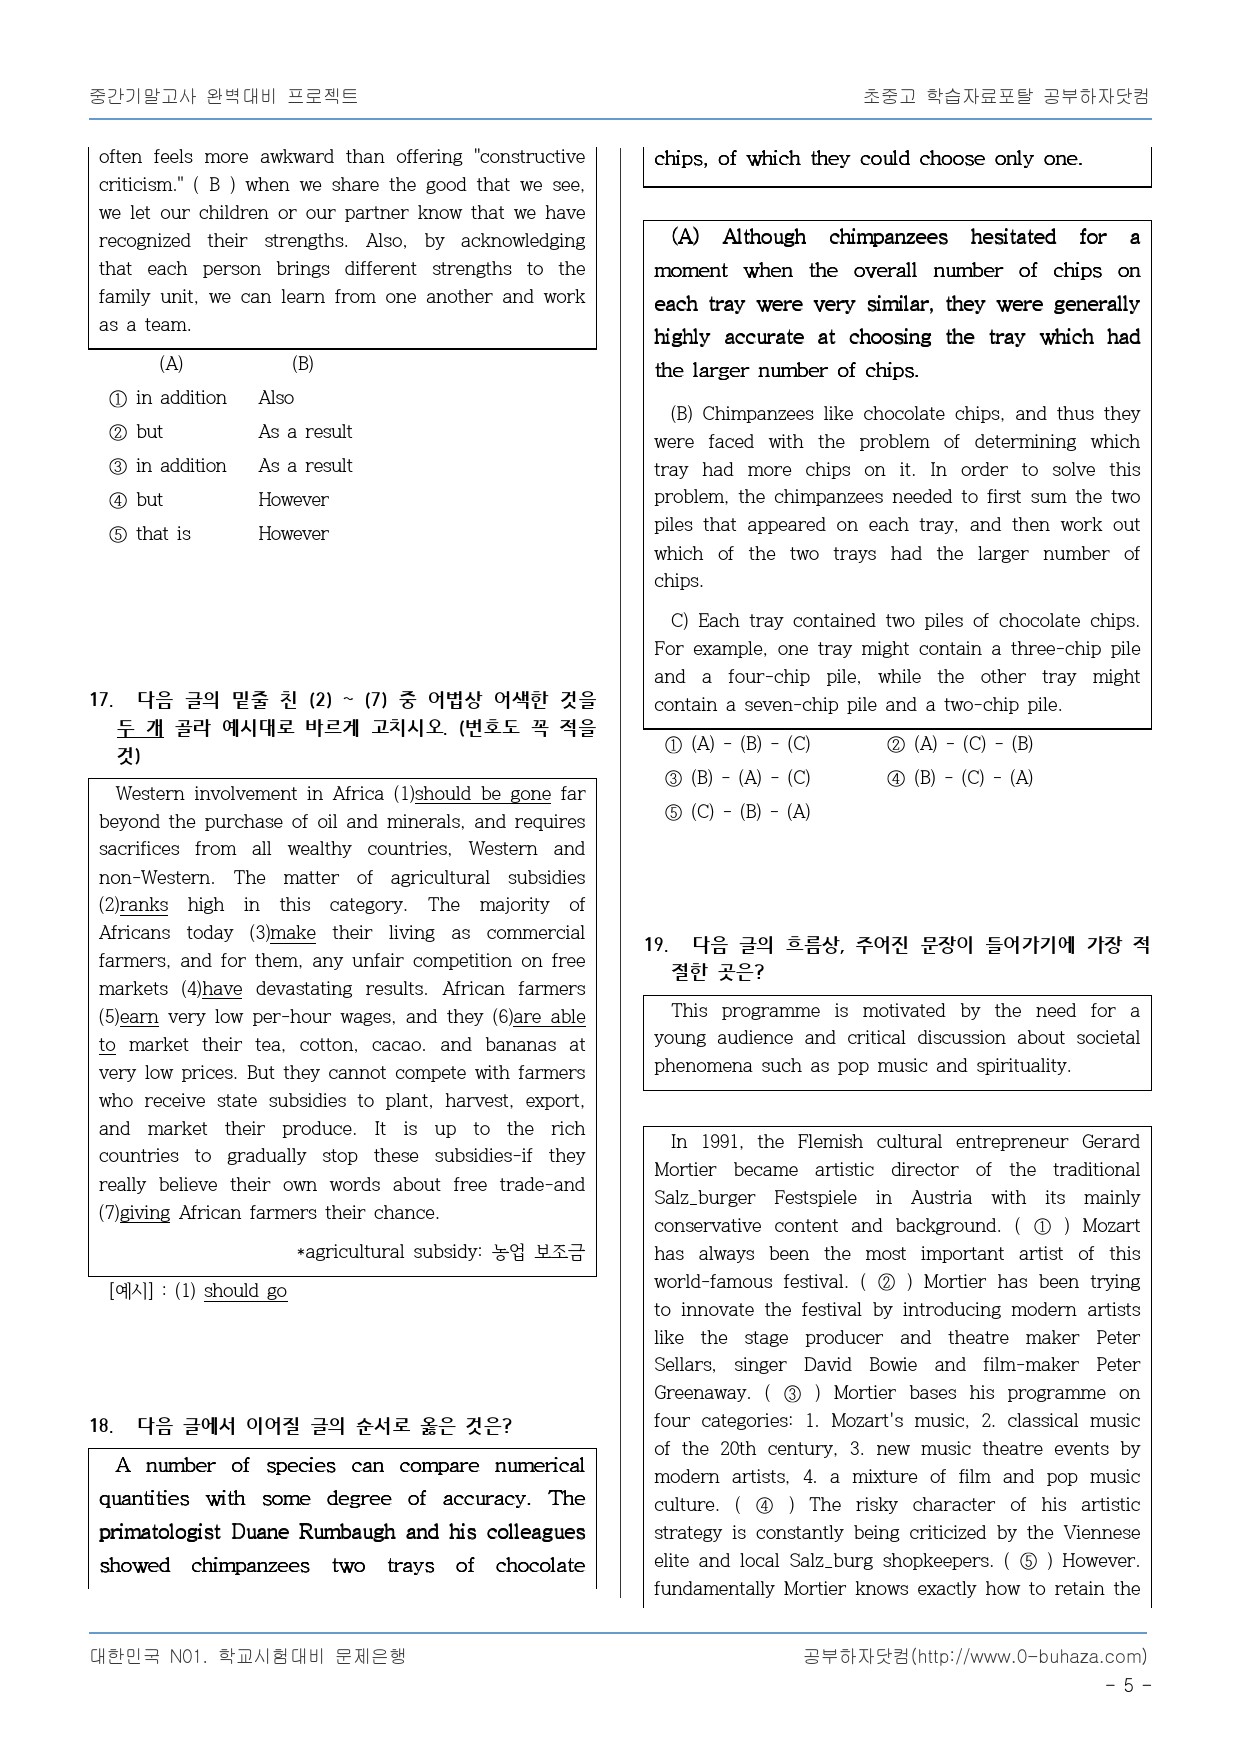 중간기말고사 완벽대비 프로젝트
초중고 학습자료포탈 공부하자닷컴
often feels more awkward than offering "constructive
criticism." ( B ) when we share the good that we see,
we let our children or our partner know that we have
recognized their strengths. Also, by acknowledging
that each person brings different strengths to the
family unit, we can learn from one another and work
as a team.
(A) (B)
① in addition Also
② but As a result
③ in addition As a result
④ but However
⑤ that is However
17. 다음 글의 밑줄 친 (2) ~ (7) 중 어법상 어색한 것을
두 개 골라 예시대로 바르게 고치시오. (번호도 꼭 적을
것)
Western involvement in Africa (1)should be gone far
beyond the purchase of oil and minerals, and requires
sacrifices from all wealthy countries, Western and
non-Western. The matter of agricultural subsidies
(2)ranks high in this category. The majority of
Africans today (3)make their living as commercial
farmers, and for them, any unfair competition on free
markets (4)have devastating results. African farmers
(5)earn very low per-hour wages, and they (6)are able
to market their tea, cotton, cacao. and bananas at
very low prices. But they cannot compete with farmers
who receive state subsidies to plant, harvest, export,
and market their produce. It is up to the rich
countries to gradually stop these subsidies-if they
really believe their own words about free trade-and
(7)giving African farmers their chance.
*agricultural subsidy: 농업 보조금
[예시] : (1) should go
18. 다음 글에서 이어질 글의 순서로 옳은 것은?
A number of species can compare numerical
quantities with some degree of accuracy. The
primatologist Duane Rumbaugh and his colleagues
showed chimpanzees two trays of chocolate
chips, of which they could choose only one.
(A) Although chimpanzees hesitated for a
moment when the overall number of chips on
each tray were very similar, they were generally
highly accurate at choosing the tray which had
the larger number of chips.
(B) Chimpanzees like chocolate chips, and thus they
were faced with the problem of determining which
tray had more chips on it. In order to solve this
problem, the chimpanzees needed to first sum the two
piles that appeared on each tray, and then work out
which of the two trays had the larger number of
chips.
C) Each tray contained two piles of chocolate chips.
For example, one tray might contain a three-chip pile
and a four-chip pile, while the other tray might
contain a seven-chip pile and a two-chip pile.
① (A) - (B) - (C) ② (A) - (C) - (B)
③ (B) - (A) - (C) ④ (B) - (C) - (A)
⑤ (C) - (B) - (A)
19. 다음 글의 흐름상, 주어진 문장이 들어가기에 가장 적
절한 곳은?
This programme is motivated by the need for a
young audience and critical discussion about societal
phenomena such as pop music and spirituality.
In 1991, the Flemish cultural entrepreneur Gerard
Mortier became artistic director of the traditional
Salz_burger Festspiele in Austria with its mainly
conservative content and background. ( ① ) Mozart
has always been the most important artist of this
world-famous festival. ( ② ) Mortier has been trying
to innovate the festival by introducing modern artists
like the stage producer and theatre maker Peter
Sellars, singer David Bowie and film-maker Peter
Greenaway. ( ③ ) Mortier bases his programme on
four categories: 1. Mozart's music, 2. classical music
of the 20th century, 3. new music theatre events by
modern artists, 4. a mixture of film and pop music
culture. ( ④ ) The risky character of his artistic
strategy is constantly being criticized by the Viennese
elite and local Salz_burg shopkeepers. ( ⑤ ) However.
fundamentally Mortier knows exactly how to retain the
대한민국 N01. 학교시험대비 문제은행
공부하자닷컴(http://www.0-buhaza.com)
- 5 -